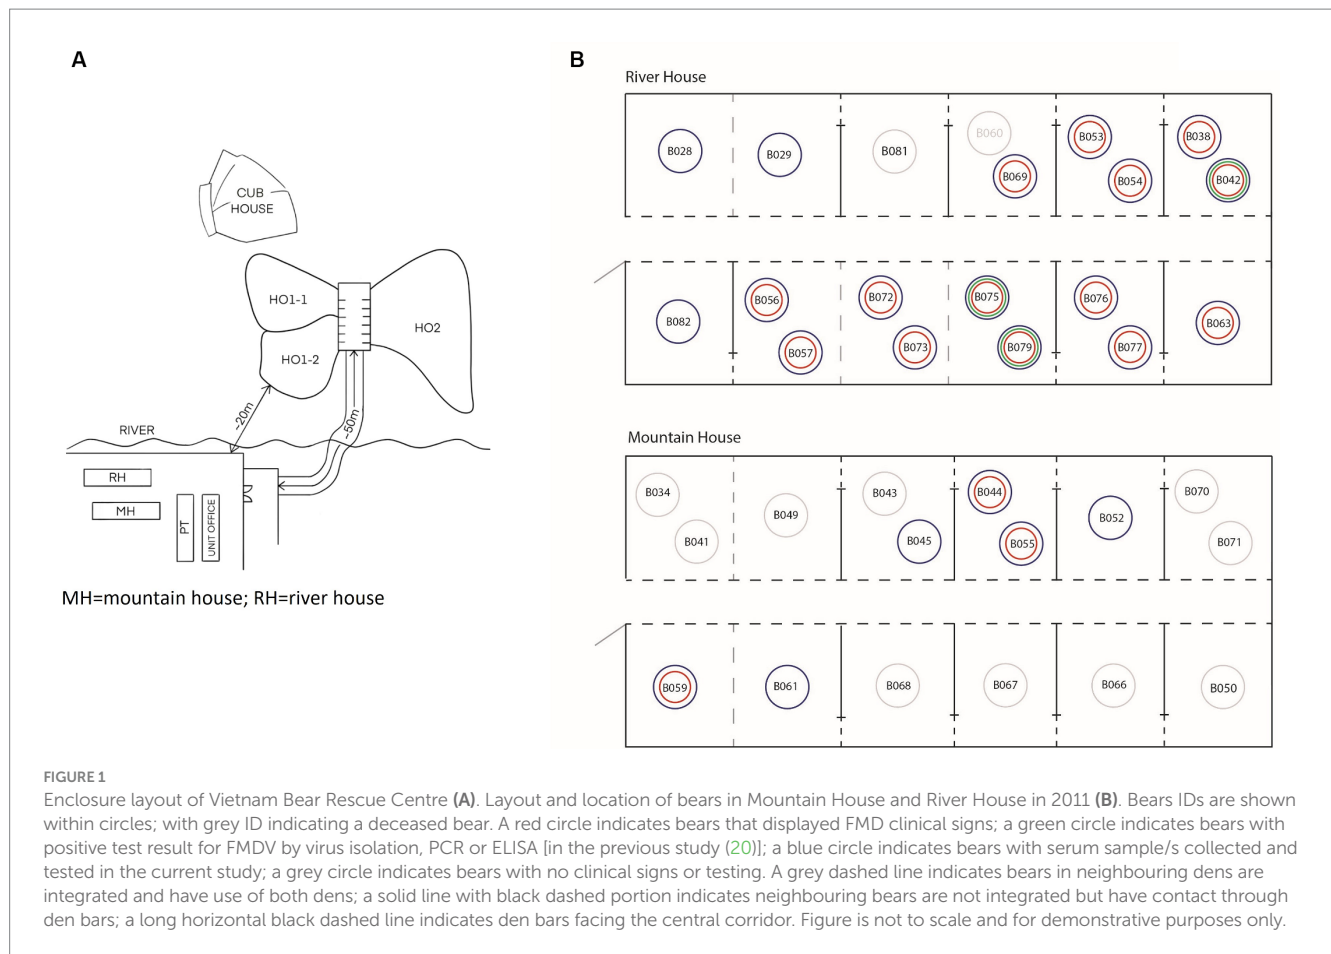 A
CUB
HOUSE
HO1-1
HO1-2
HO2
~20m
~50m
RIVER
RH
MH
PT
UNIT OFFICE
MH=mountain house; RH=river house
B
River House
B028 B029 B081 B060 B069 B053 B054 B038 B042
B082 B056 B057 B072 B073 B075 B079 B076 B077 B063
Mountain House
B034 B041 B049 B043 B045 B044 B055 B052 B070 B071
B059 B061 B068 B067 B066 B050
FIGURE 1
Enclosure layout of Vietnam Bear Rescue Centre (A). Layout and location of bears in Mountain House and River House in 2011 (B). Bears IDs are shown
within circles; with grey ID indicating a deceased bear. A red circle indicates bears that displayed FMD clinical signs; a green circle indicates bears with
positive test result for FMDV by virus isolation, PCR or ELISA [in the previous study (20)]; a blue circle indicates bears with serum sample/s collected and
tested in the current study; a grey circle indicates bears with no clinical signs or testing. A grey dashed line indicates bears in neighbouring dens are
integrated and have use of both dens; a solid line with black dashed portion indicates neighbouring bears are not integrated but have contact through
den bars; a long horizontal black dashed line indicates den bars facing the central corridor. Figure is not to scale and for demonstrative purposes only.